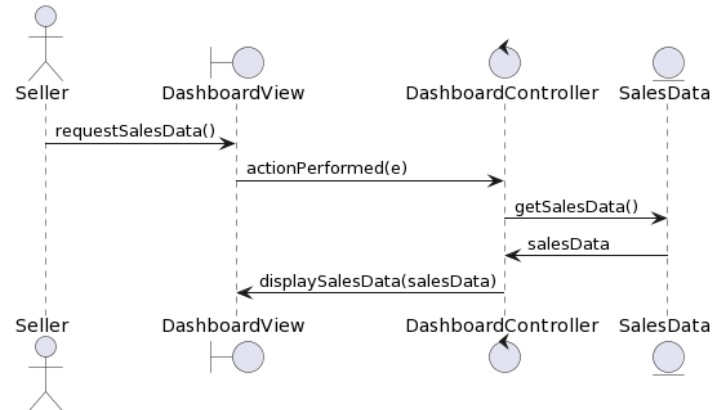 Seller DashboardView DashboardController SalesData
requestSalesData()
actionPerformed(e)
getSalesData()
salesData
displaySalesData(salesData)
Seller DashboardView DashboardController SalesData